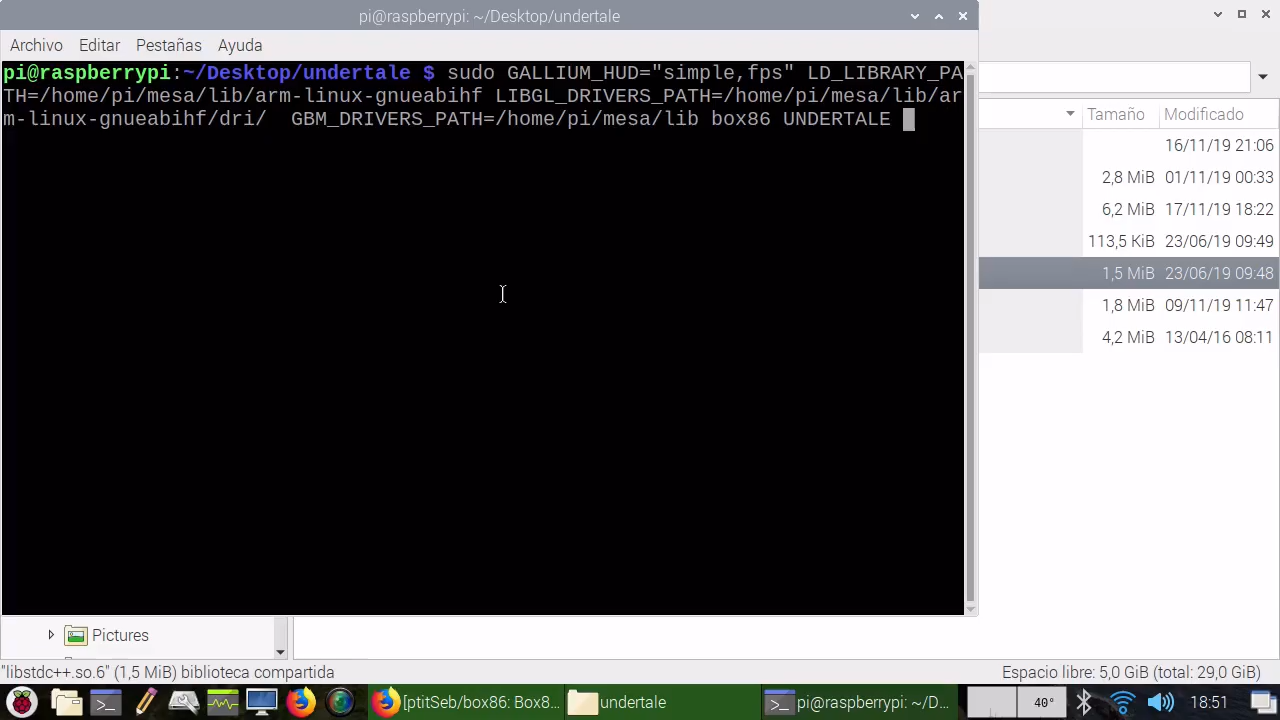 pi@raspberrypi: ~/Desktop/undertale
Archivo Editar Pestañas Ayuda
pi@raspberrypi:~/Desktop/undertale $ sudo GALLIUM_HUD="simple,fps" LD_LIBRARY_PA
TH=/home/pi/mesa/lib/arm-linux-gnueabihf LIBGL_DRIVERS_PATH=/home/pi/mesa/lib/ar
m-linux-gnueabihf/dri/  GBM_DRIVERS_PATH=/home/pi/mesa/lib box86 UNDERTALE
Tamaño Modificado
16/11/19 21:06
2,8 MiB 01/11/19 00:33
6,2 MiB 17/11/19 18:22
113,5 KiB 23/06/19 09:49
1,5 MiB 23/06/19 09:48
1,8 MiB 09/11/19 11:47
4,2 MiB 13/04/16 08:11
Pictures
"libstdc++.so.6" (1,5 MiB) biblioteca compartida
Espacio libre: 5,0 GiB (total: 29,0 GiB)
[ptitSeb/box86: Box8... undertale pi@raspberrypi: ~/D... 40° 18:51